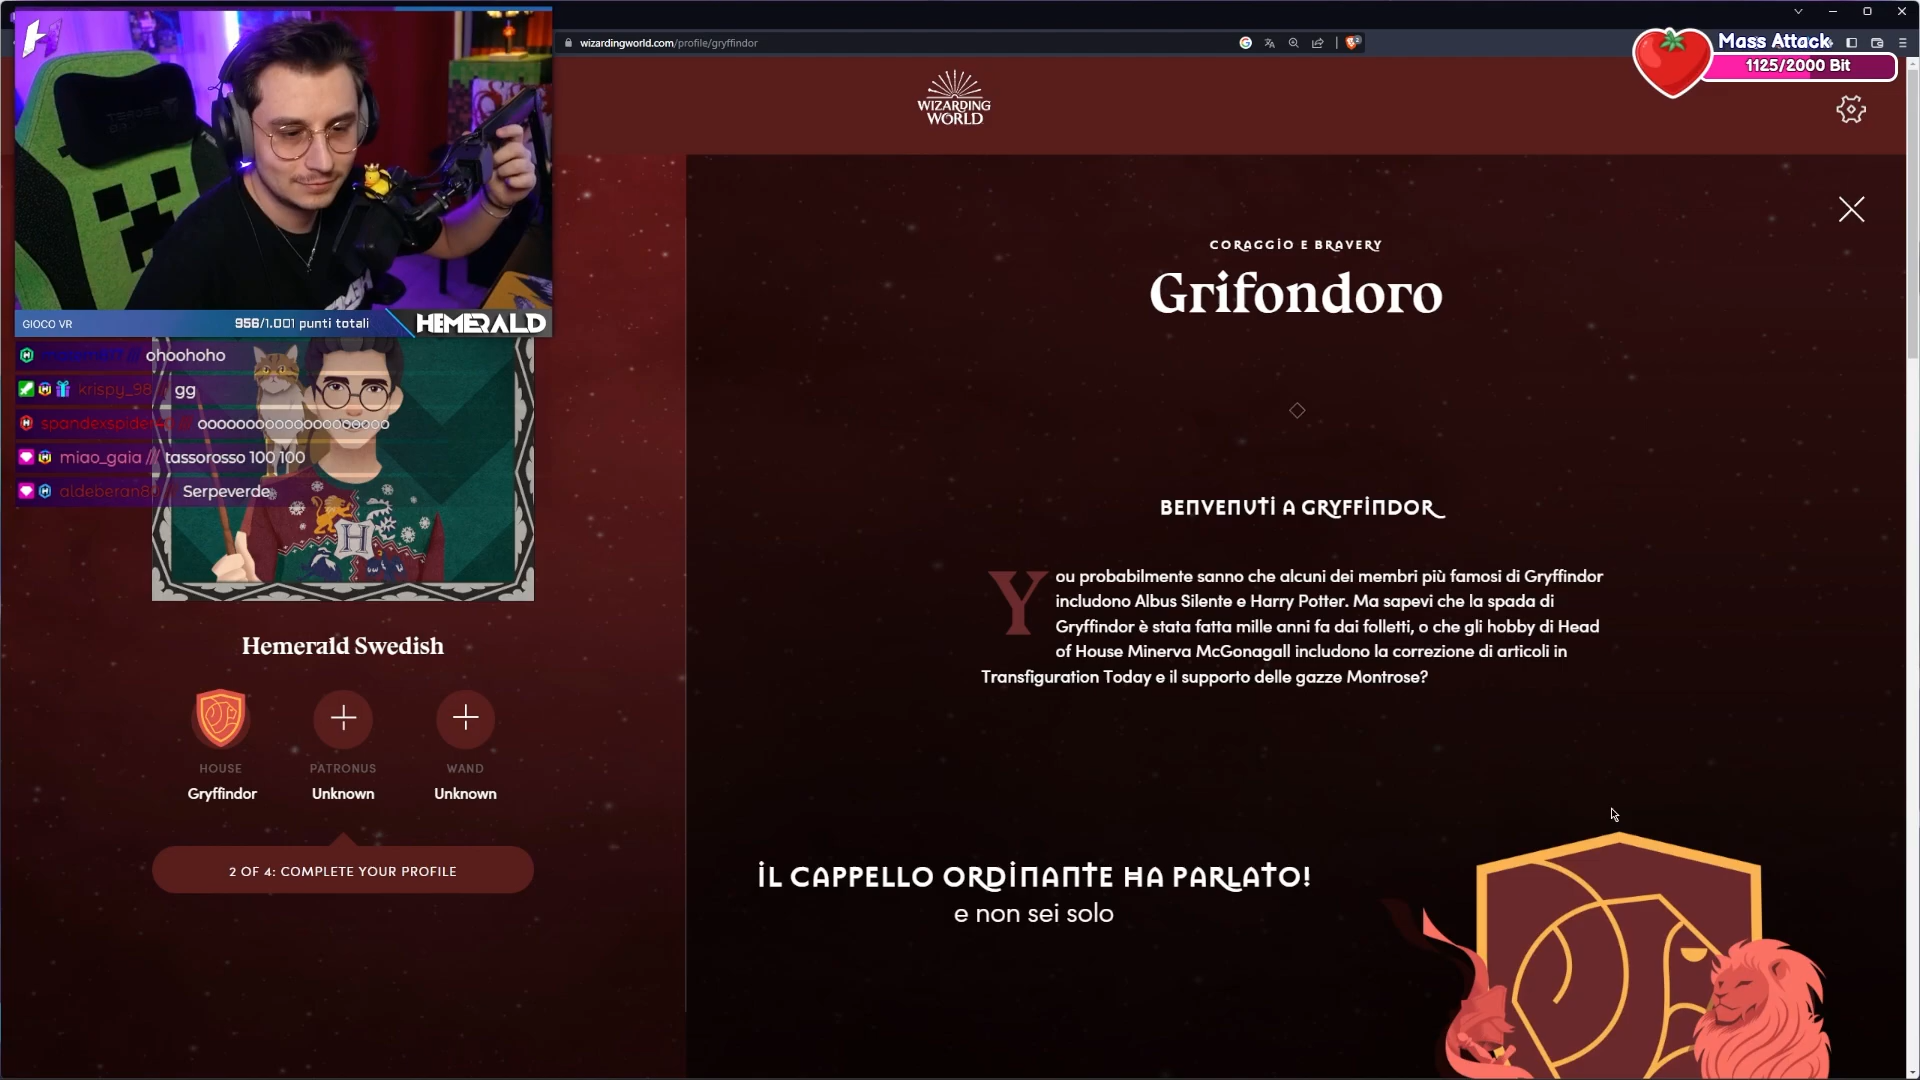 wizardingworld.com/profile/gryffindor
Mass Attack
1125/2000 Bit
WIZARDING
WORLD
GIOCO VR
956/1.001 punti totali
HEMERALD
ohoohoho
krispy_98 gg
oooooooooooooooooooo
miao_gaia // tassorosso 100 100
Serpeverde
H
Hemerald Swedish
HOUSE
Gryffindor
PATRONUS
Unknown
WAND
Unknown
2 OF 4: COMPLETE YOUR PROFILE
CORAGGIO E BRAVERY
Grifondoro
BENVENUTI A GRYFFINDOR
You probabilmente sanno che alcuni dei membri più famosi di Gryffindor
includono Albus Silente e Harry Potter. Ma sapevi che la spada di
Gryffindor è stata fatta mille anni fa dai folletti, o che gli hobby di Head
of House Minerva McGonagall includono la correzione di articoli in
Transfiguration Today e il supporto delle gazze Montrose?
IL CAPPELLO ORDINANTE HA PARLATO!
e non sei solo